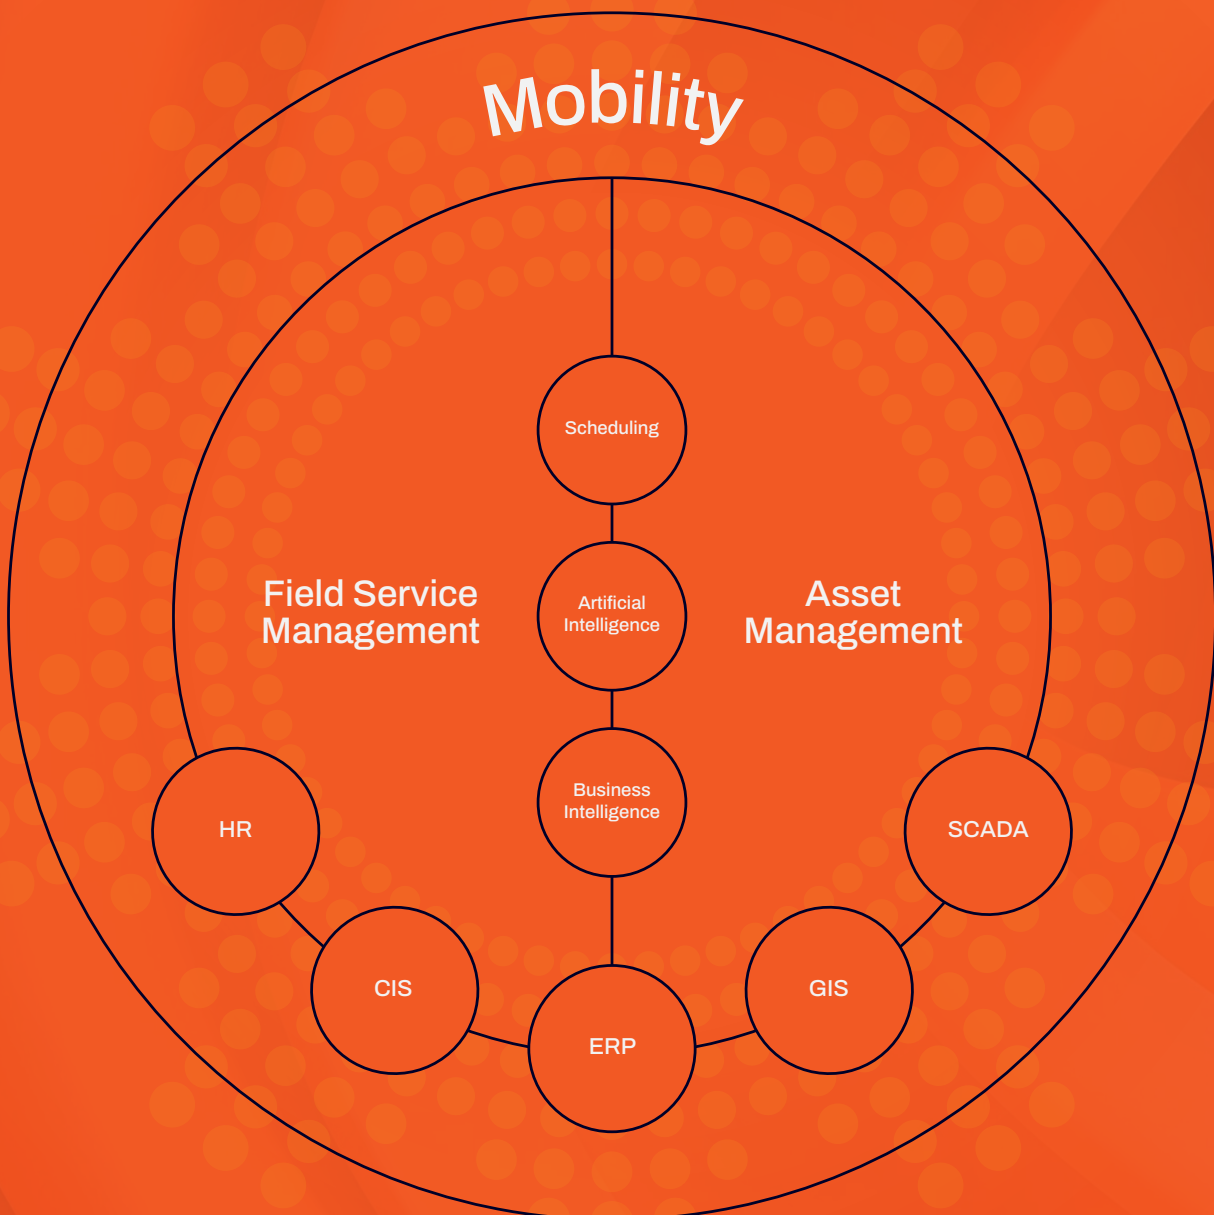 Mobility
Scheduling
Field Service
Management
Artificial
Intelligence
Asset
Management
Business
Intelligence
HR
SCADA
CIS
GIS
ERP